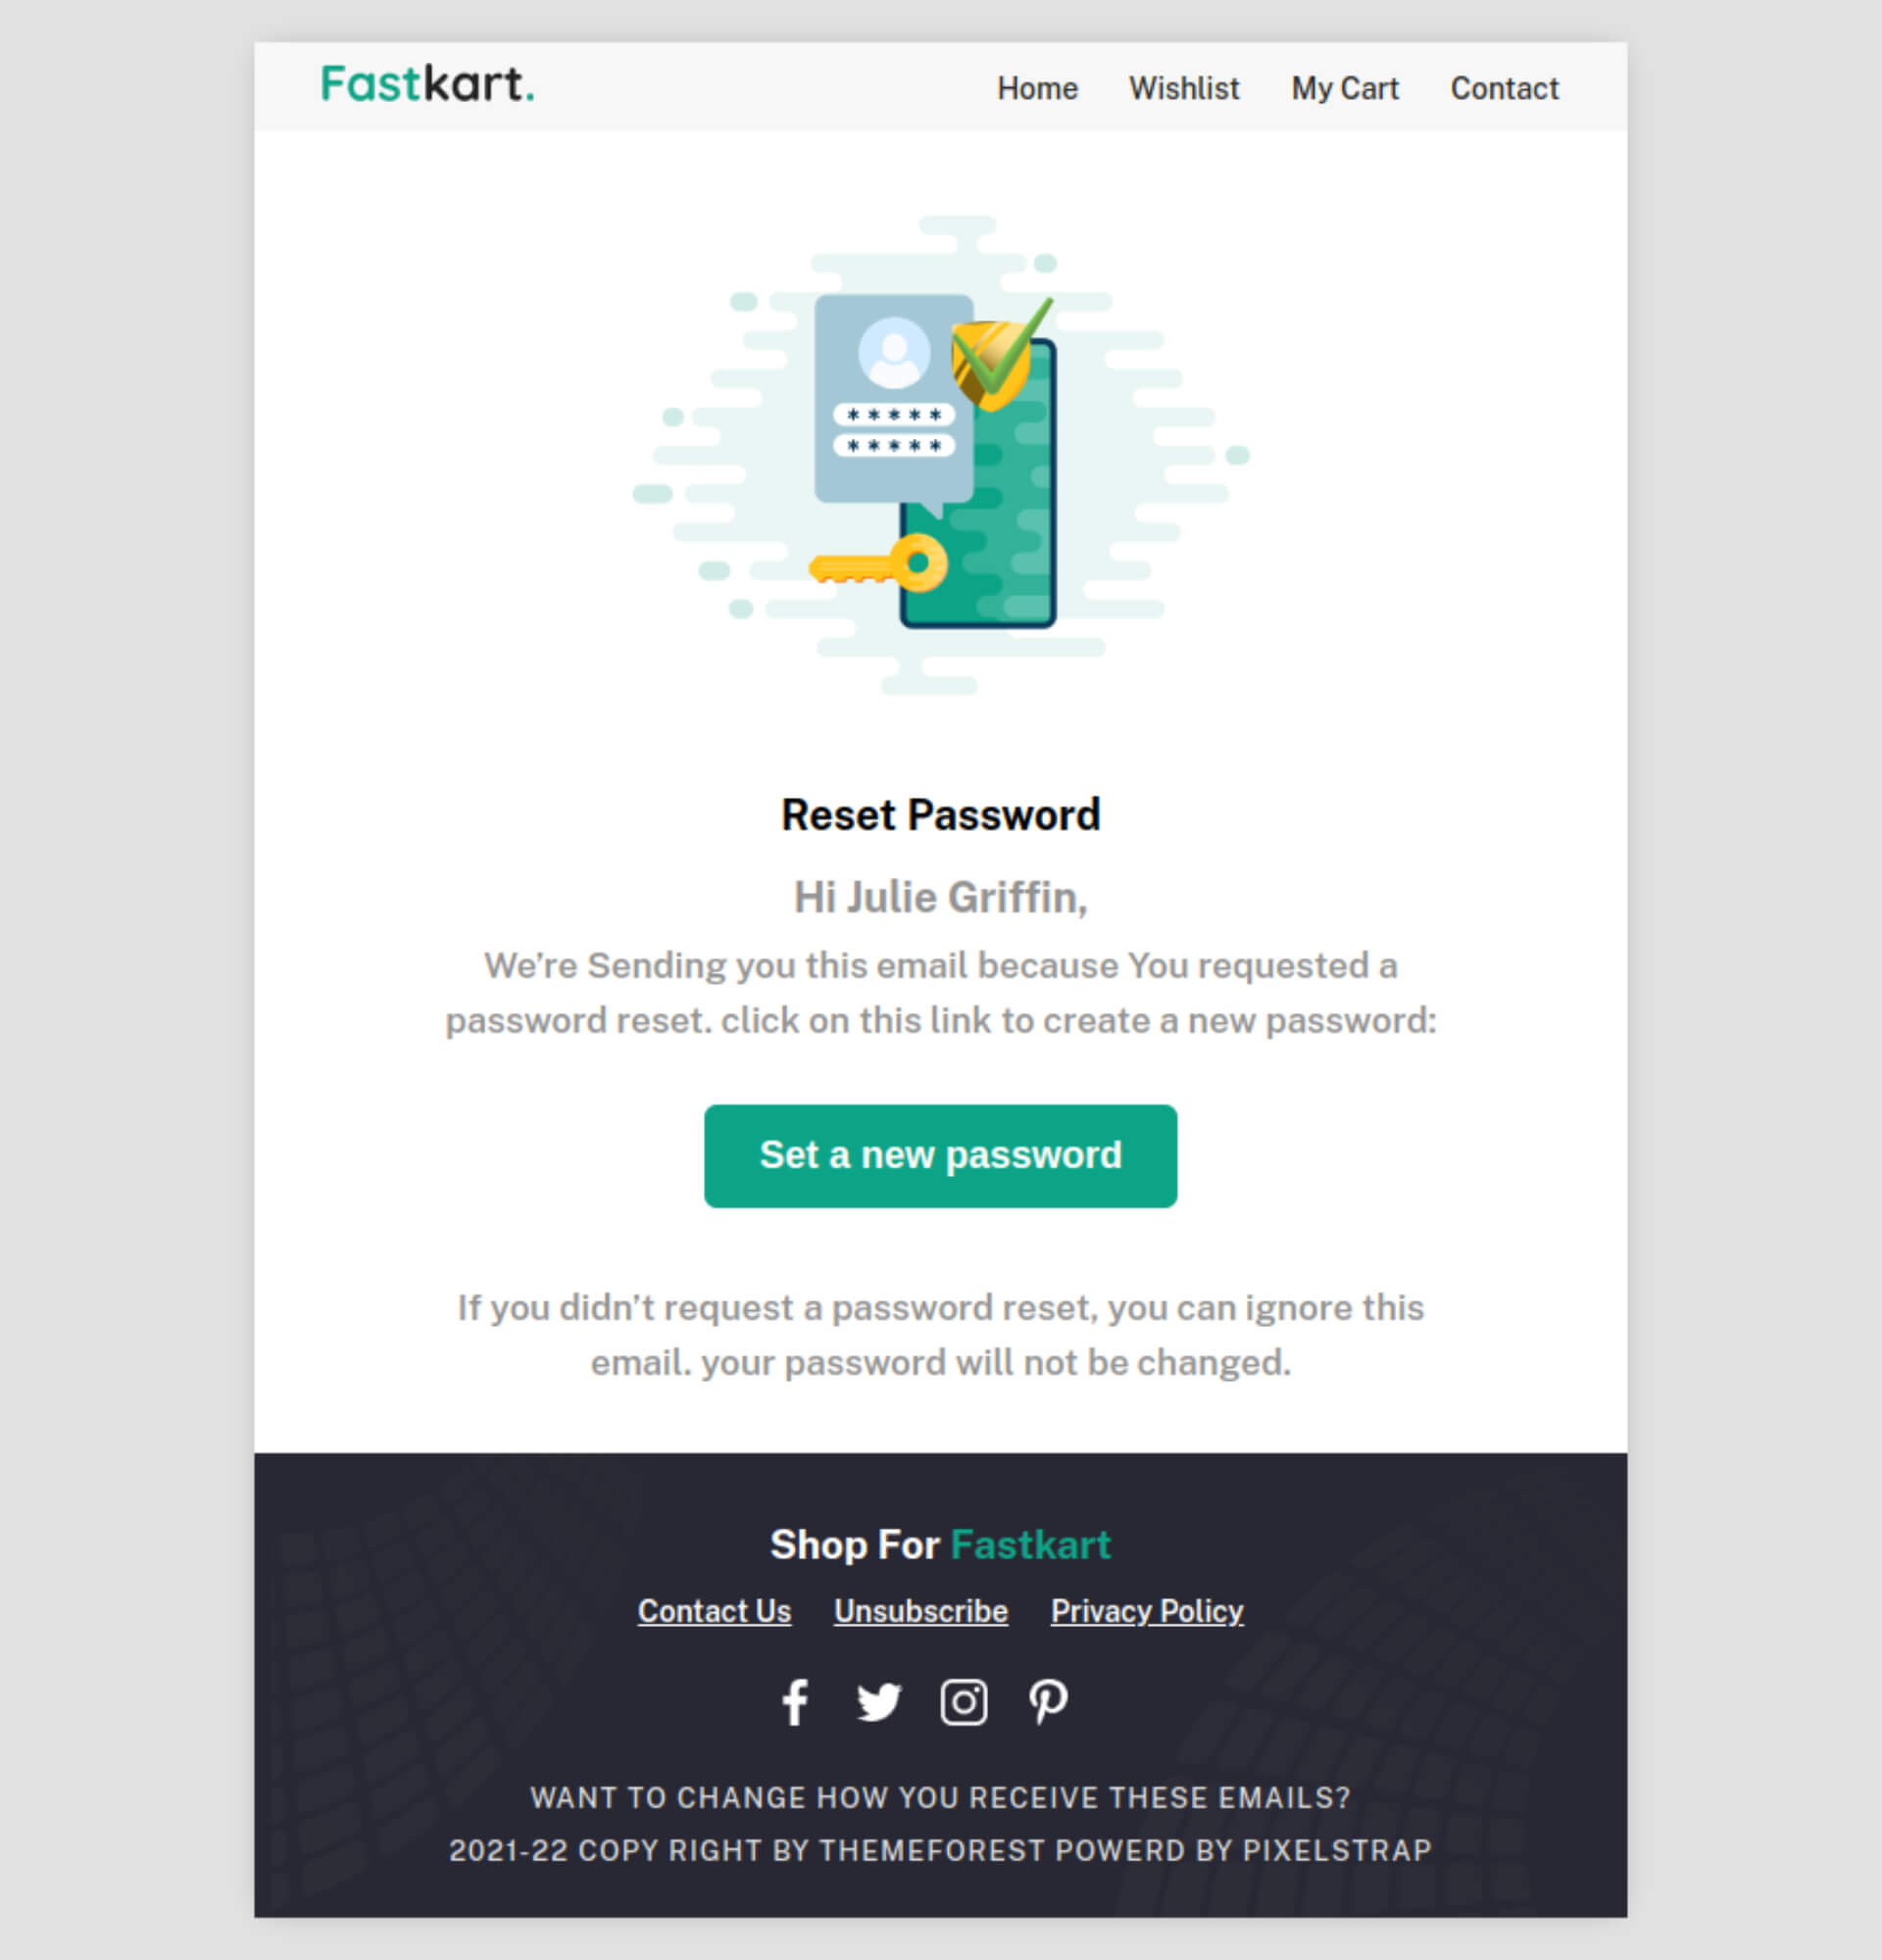 Fastkart.
Home Wishlist My Cart Contact
* * * * *
* * * * *
Reset Password
Hi Julie Griffin,
We’re Sending you this email because You requested a
password reset. click on this link to create a new password:
Set a new password
If you didn’t request a password reset, you can ignore this
email. your password will not be changed.
Shop For Fastkart
Contact Us Unsubscribe Privacy Policy
WANT TO CHANGE HOW YOU RECEIVE THESE EMAILS?
2021-22 COPY RIGHT BY THEMEFOREST POWERD BY PIXELSTRAP